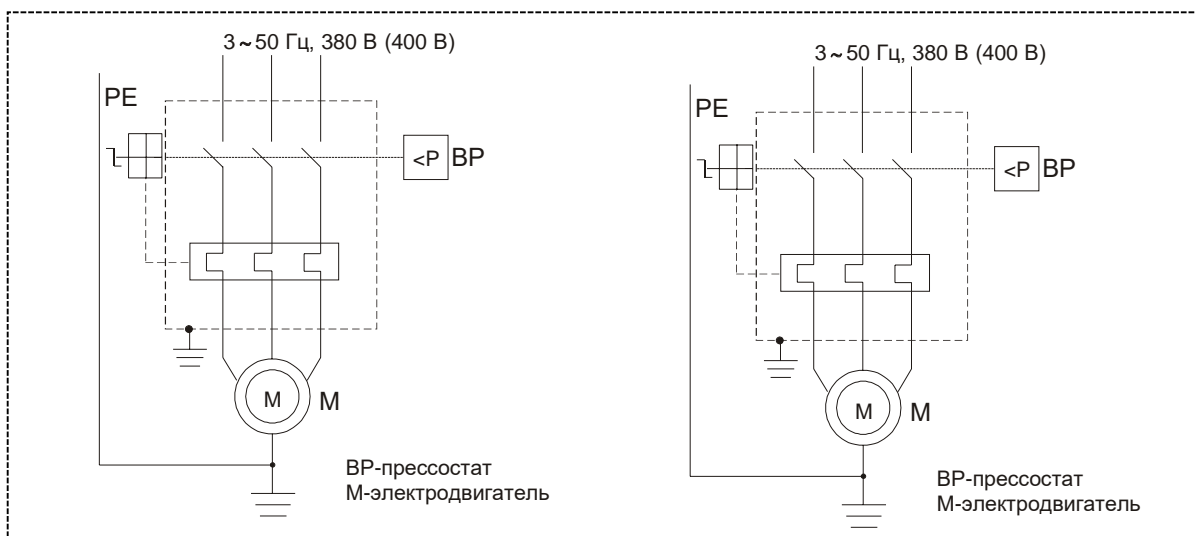 3~50 Гц, 380 В (400 В)
PE
<P BP
M M
BP-прессостат
М-электродвигатель
3~50 Гц, 380 В (400 В)
PE
<P BP
M M
BP-прессостат
М-электродвигатель